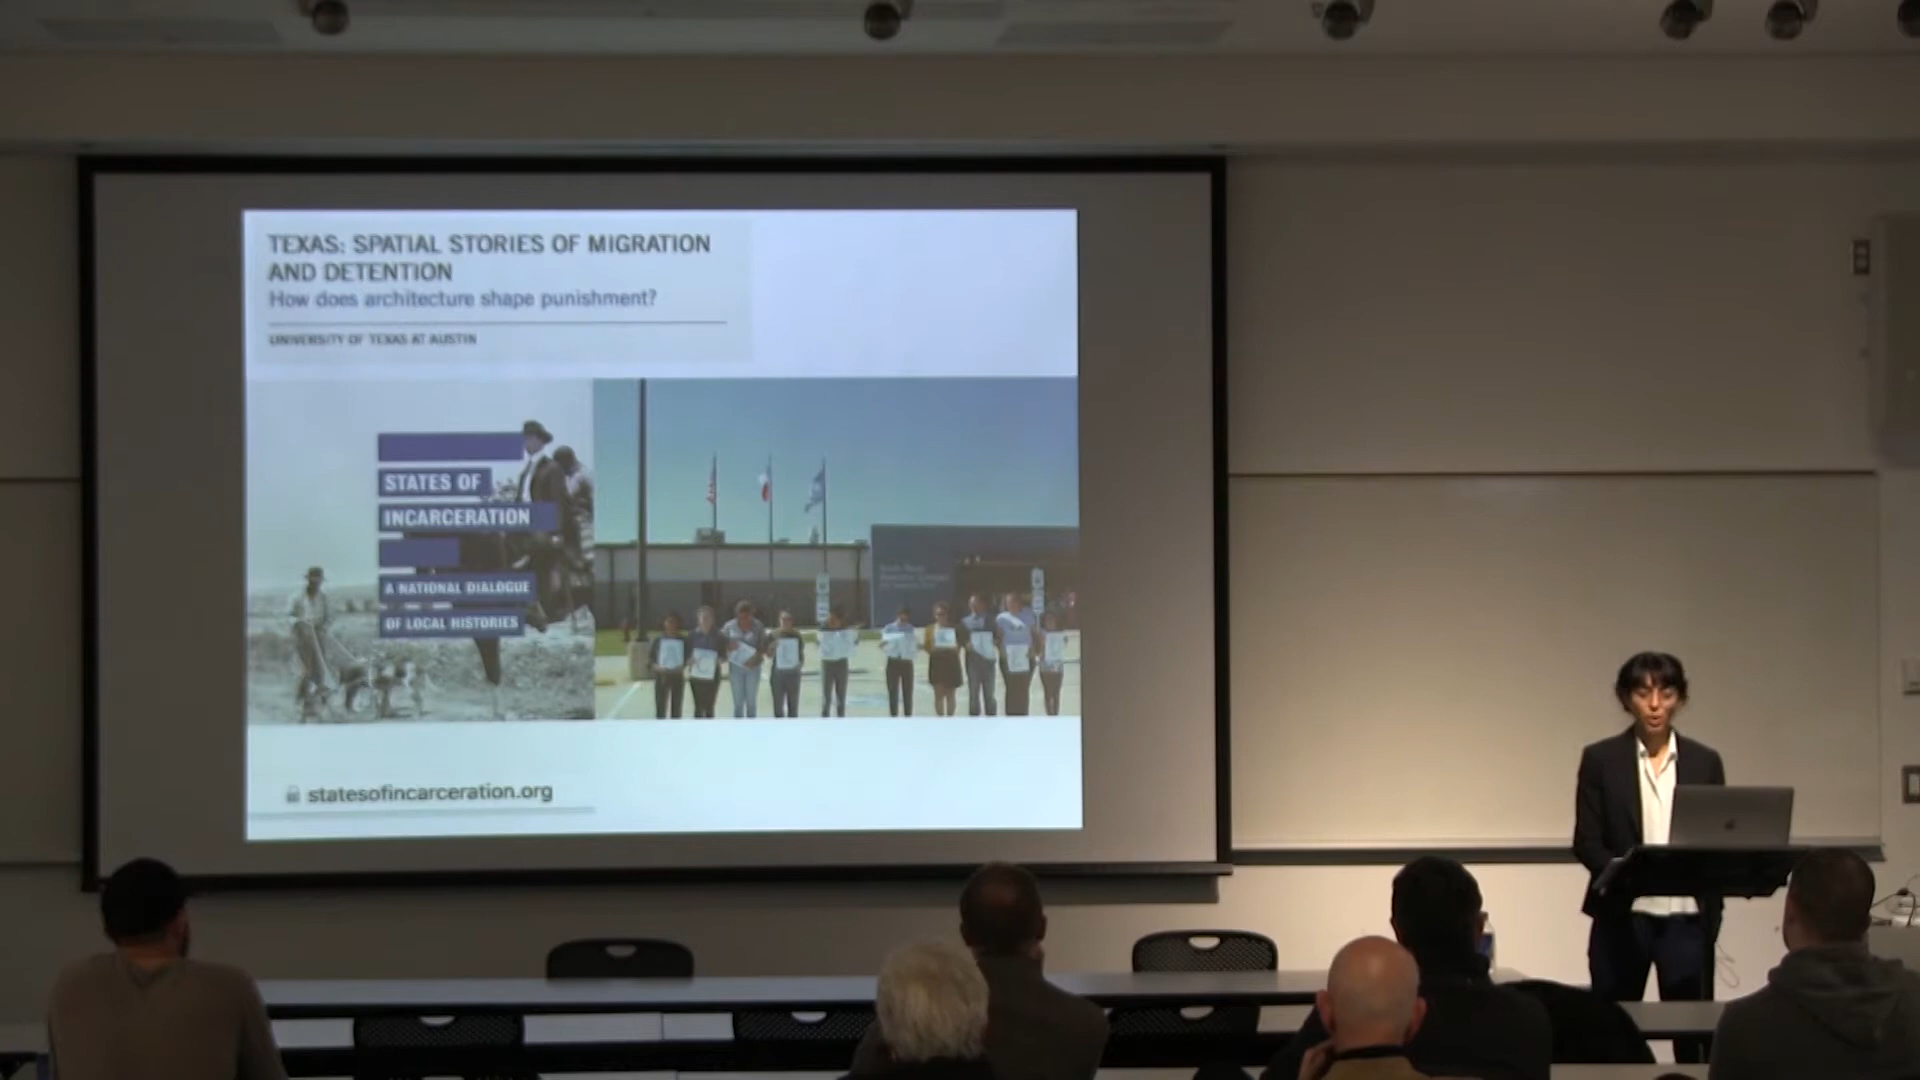 TEXAS: SPATIAL STORIES OF MIGRATION
AND DETENTION
How does architecture shape punishment?
UNIVERSITY OF TEXAS AT AUSTIN
STATES OF
INCARCERATION
A NATIONAL DIALOGUE
OF LOCAL HISTORIES
statesofincarceration.org